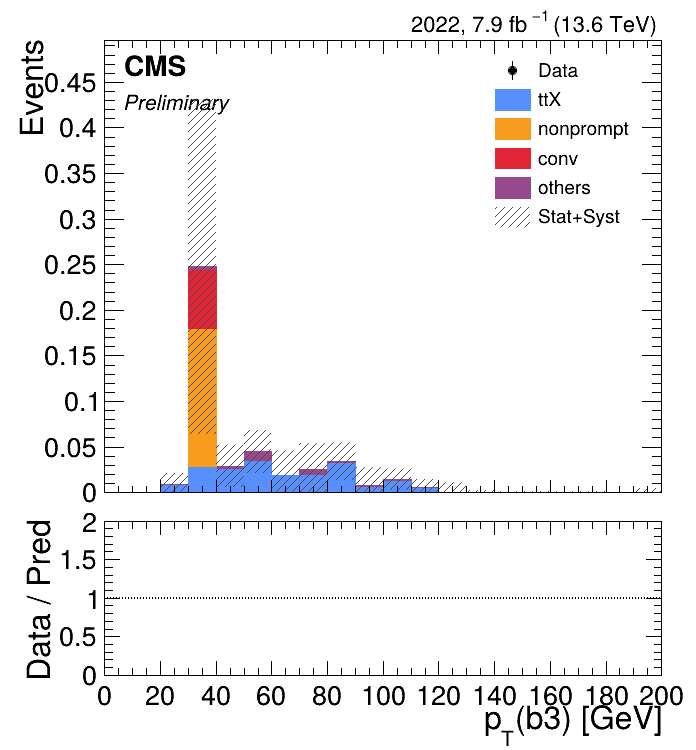 2022, 7.9 fb⁻¹ (13.6 TeV)
CMS
Preliminary
Events
Data
ttX
nonprompt
conv
others
Stat+Syst
0.45
0.4
0.35
0.3
0.25
0.2
0.15
0.1
0.05
0
Data / Pred
2
1.5
1
0.5
0
0 20 40 60 80 100 120 140 160 180 200
p_T(b3) [GeV]